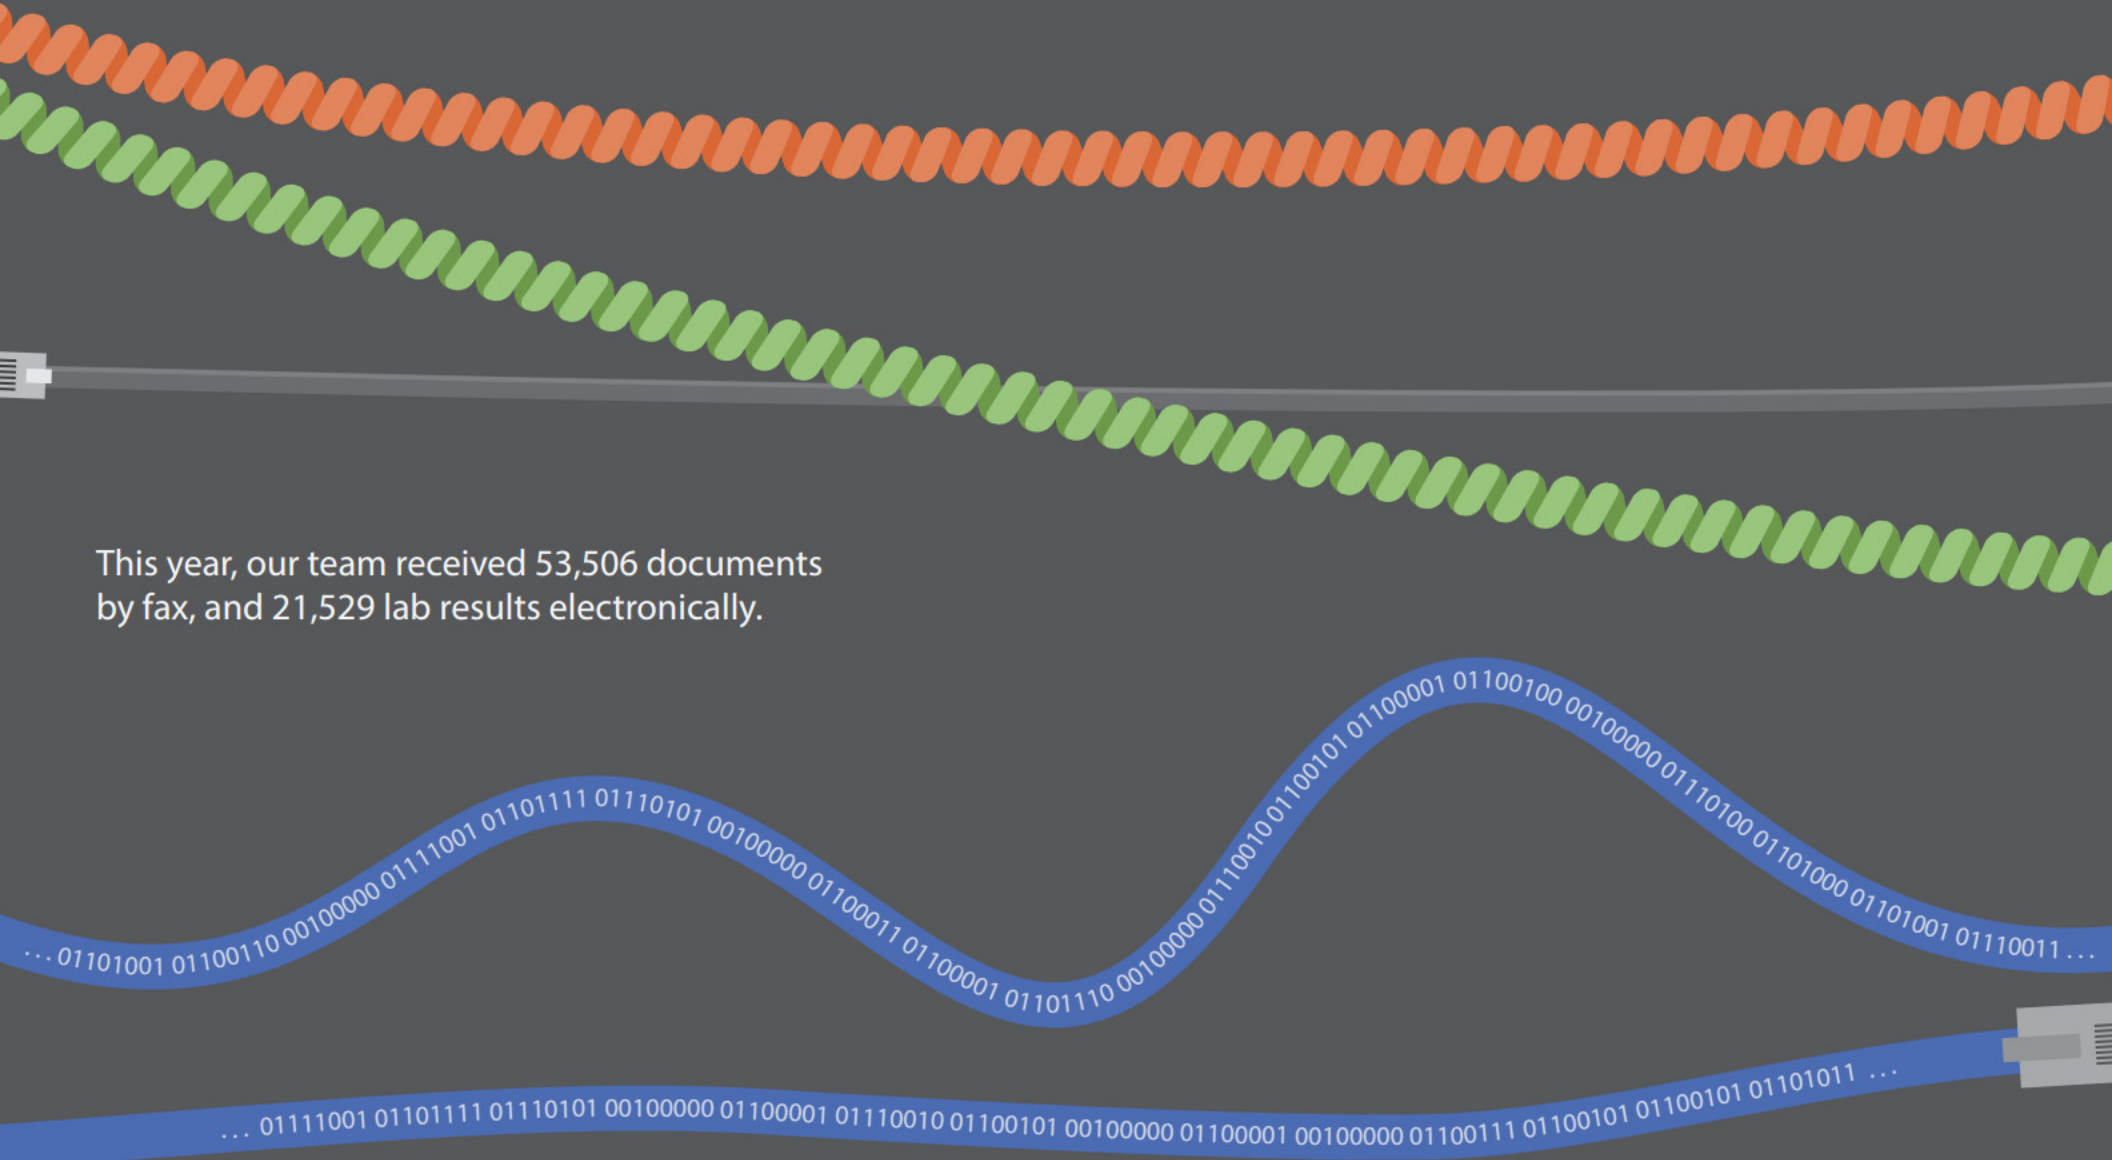 This year, our team received 53,506 documents
by fax, and 21,529 lab results electronically.
...01101001 01100110 00100000 01111001 01101111 01110101 00100000 01100011 01100001 01101110 00100000 01110010 01100101 01100001 01100100 00100000 01110100 01101000 01101001 01110011...
... 01111001 01101111 01110101 00100000 01100001 01110010 01100101 00100000 01100001 00100000 01100111 01100101 01100101 01101011 ...